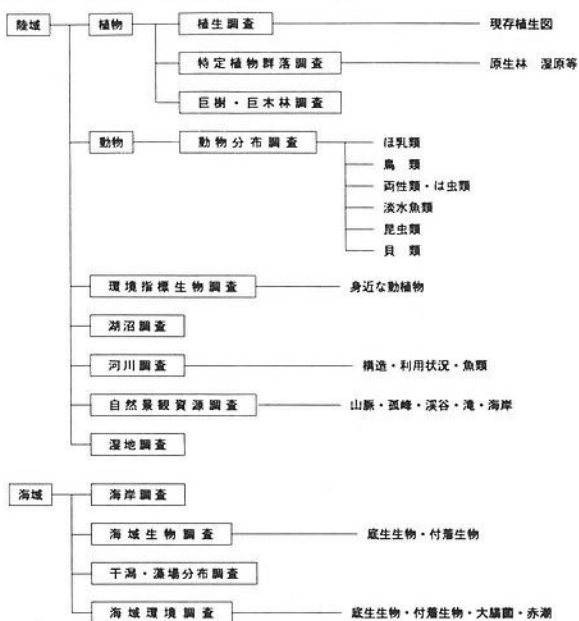 陸域 植物 植生調査 現存植生図
特定植物群落調査 原生林 湿原等
巨樹・巨木林調査
動物 動物分布調査 ほ乳類
鳥 類
両性類・は虫類
淡水魚類
昆虫類
貝 類
環境指標生物調査 身近な動植物
湖沼調査
河川調査 構造・利用状況・魚類
自然景観資源調査 山脈・孤峰・渓谷・滝・海岸
湿地調査
海域 海岸調査
海域生物調査 底生生物・付着生物
干潟・藻場分布調査
海域環境調査 底生生物・付着生物・大腸菌・赤潮